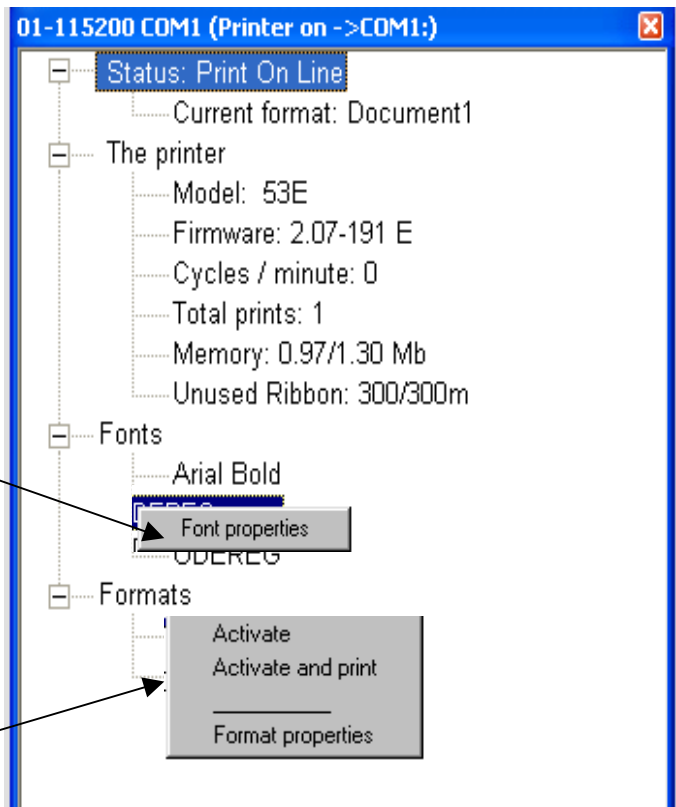 01-115200 COM1 (Printer on ->COM1:)
Status: Print On Line
Current format: Document1
The printer
Model: 53E
Firmware: 2.07-191 E
Cycles / minute: 0
Total prints: 1
Memory: 0.97/1.30 Mb
Unused Ribbon: 300/300m
Fonts
Arial Bold
Font properties
ODEREG
Formats
Activate
Activate and print
Format properties